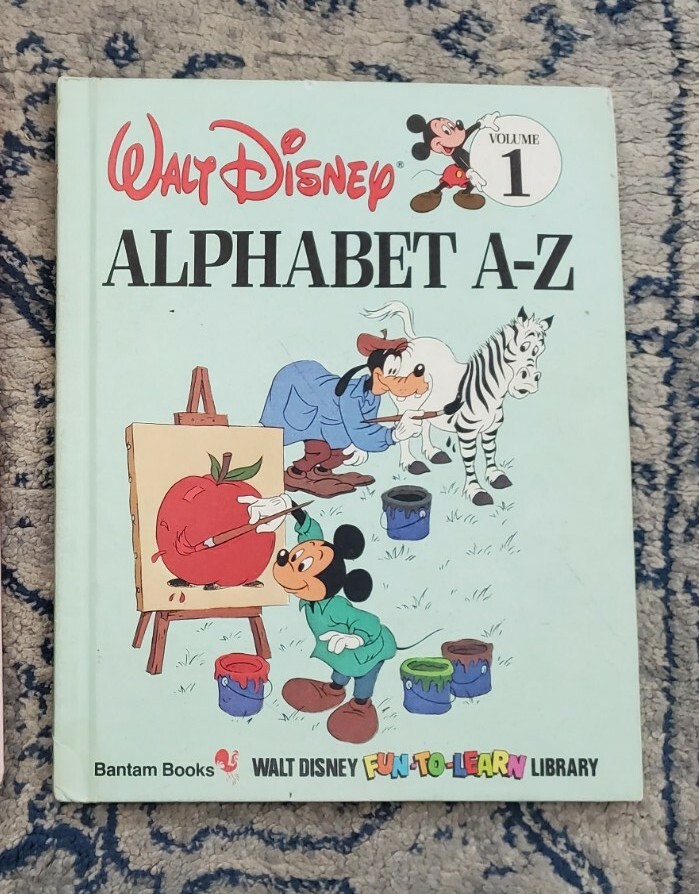 WALT DISNEY®
VOLUME
1
ALPHABET A-Z
Bantam Books WALT DISNEY FUN-TO-LEARN LIBRARY